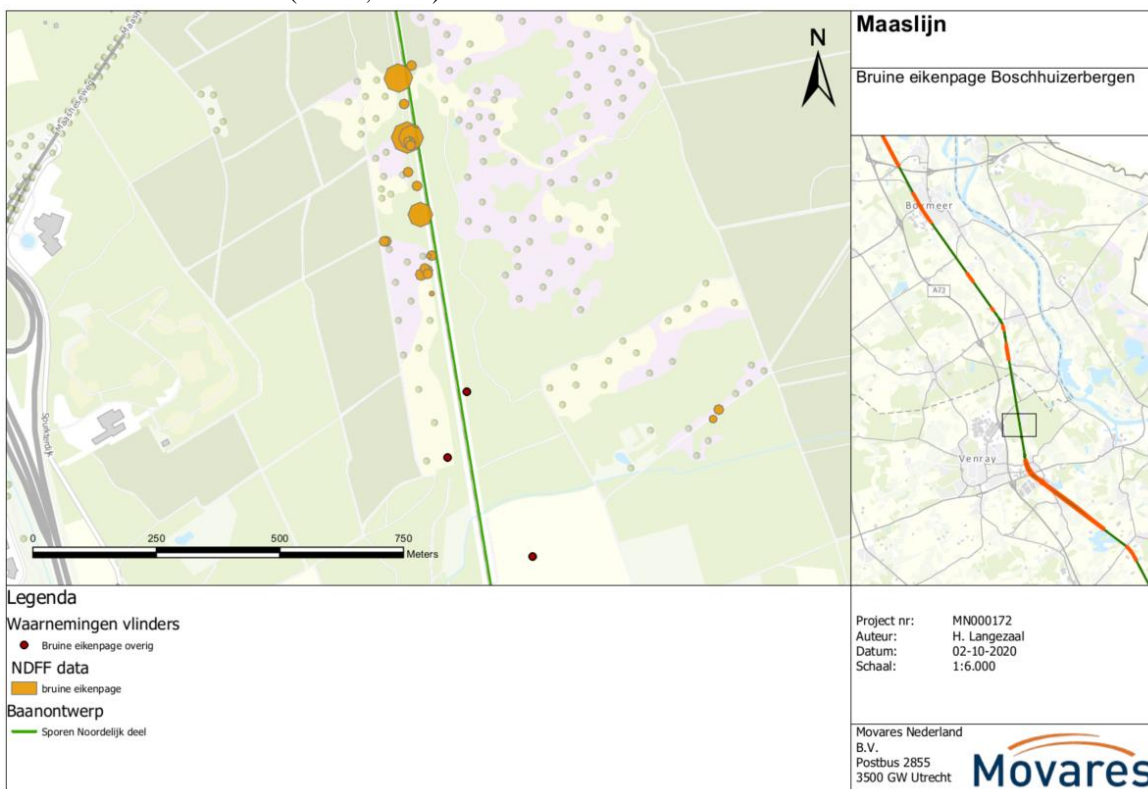 Maashesseweg
N
Spurkterdijk
0 250 500 750
Meters
Maaslijn
Bruine eikenpage Boschhuizerbergen
Boxmeer
A73
Venray
Legenda
Waarnemingen vlinders
Bruine eikenpage overig
NDFF data
bruine eikenpage
Baanontwerp
Sporen Noordelijk deel
Project nr: MN000172
Auteur: H. Langezaal
Datum: 02-10-2020
Schaal: 1:6.000
Movares Nederland
B.V.
Postbus 2855
3500 GW Utrecht
Movares